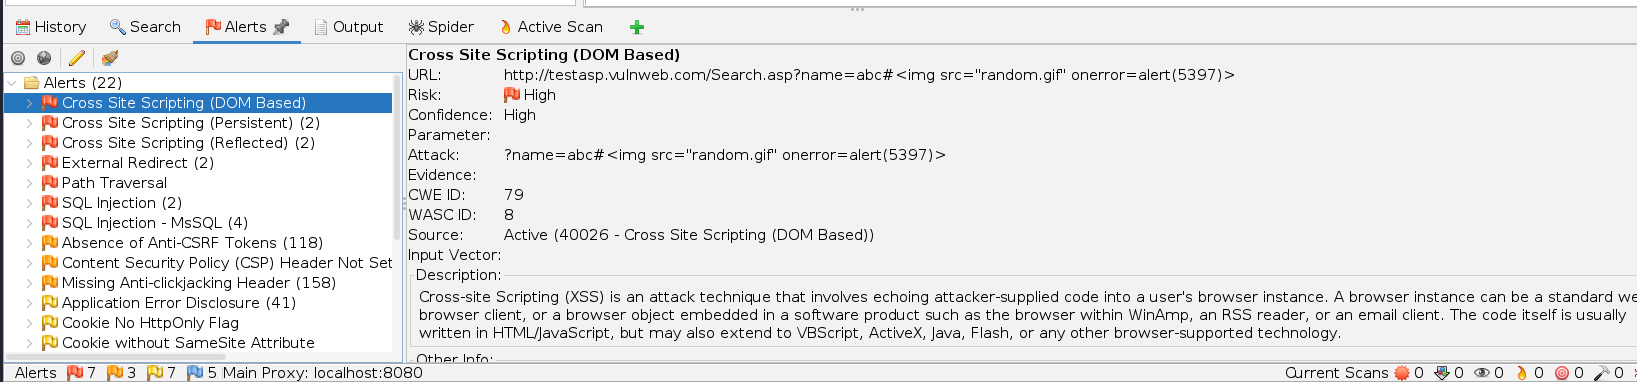 History Search Alerts Output Spider Active Scan
Alerts (22)
Cross Site Scripting (DOM Based)
Cross Site Scripting (Persistent) (2)
Cross Site Scripting (Reflected) (2)
External Redirect (2)
Path Traversal
SQL Injection (2)
SQL Injection - MsSQL (4)
Absence of Anti-CSRF Tokens (118)
Content Security Policy (CSP) Header Not Set
Missing Anti-clickjacking Header (158)
Application Error Disclosure (41)
Cookie No HttpOnly Flag
Cookie without SameSite Attribute
Cross Site Scripting (DOM Based)
URL: http://testasp.vulnweb.com/Search.asp?name=abc#<img src="random.gif" onerror=alert(5397)>
Risk: High
Confidence: High
Parameter:
Attack: ?name=abc#<img src="random.gif" onerror=alert(5397)>
Evidence:
CWE ID: 79
WASC ID: 8
Source: Active (40026 - Cross Site Scripting (DOM Based))
Input Vector:
Description:
Cross-site Scripting (XSS) is an attack technique that involves echoing attacker-supplied code into a user's browser instance. A browser instance can be a standard we
browser client, or a browser object embedded in a software product such as the browser within WinAmp, an RSS reader, or an email client. The code itself is usually
written in HTML/JavaScript, but may also extend to VBScript, ActiveX, Java, Flash, or any other browser-supported technology.
Other Info:
Alerts 7 3 7 5 Main Proxy: localhost:8080 Current Scans 0 0 0 0 0 0